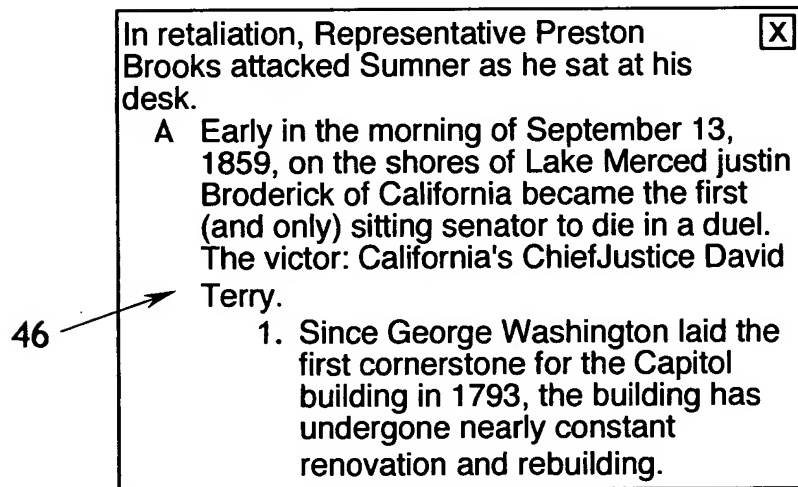 In retaliation, Representative Preston X
Brooks attacked Sumner as he sat at his
desk.
A Early in the morning of September 13,
1859, on the shores of Lake Merced justin
Broderick of California became the first
(and only) sitting senator to die in a duel.
The victor: California's ChiefJustice David
Terry.
46
1. Since George Washington laid the
first cornerstone for the Capitol
building in 1793, the building has
undergone nearly constant
renovation and rebuilding.